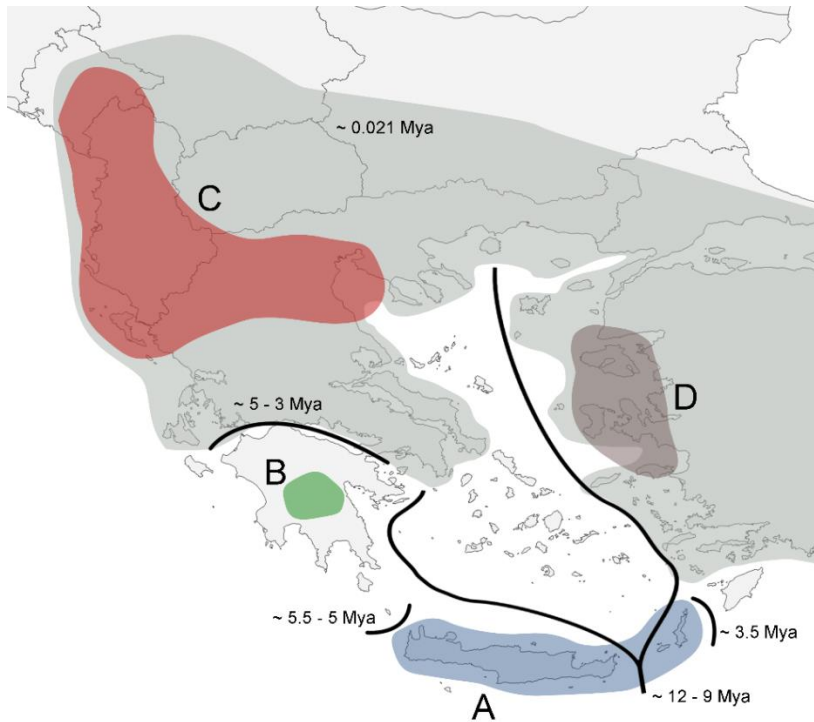 ~ 0.021 Mya
C
D
~ 5 - 3 Mya
B
~ 5.5 - 5 Mya
~ 3.5 Mya
~ 12 - 9 Mya
A